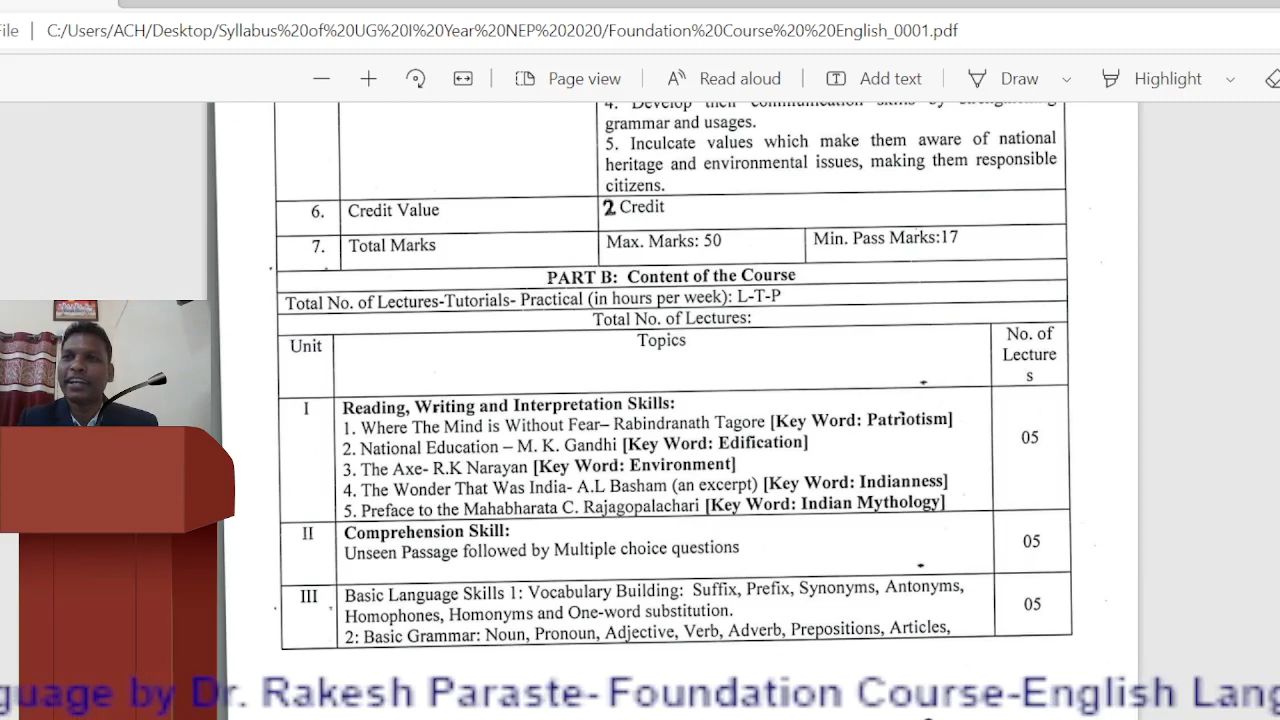 File | C:/Users/ACH/Desktop/Syllabus%20of%20UG%20I%20Year%20NEP%202020/Foundation%20Course%20%20English_0001.pdf
Page view | Read aloud | Add text | Draw Highlight
4. Develop their communication skills by strengthening
grammar and usages.
5. Inculcate values which make them aware of national
heritage and environmental issues, making them responsible
citizens.
6. Credit Value 2 Credit
7. Total Marks Max. Marks: 50 Min. Pass Marks:17
PART B: Content of the Course
Total No. of Lectures-Tutorials- Practical (in hours per week): L-T-P
Total No. of Lectures:
Unit Topics No. of
Lecture
s
I Reading, Writing and Interpretation Skills:
1. Where The Mind is Without Fear– Rabindranath Tagore [Key Word: Patriotism]
2. National Education – M. K. Gandhi [Key Word: Edification] 05
3. The Axe- R.K Narayan [Key Word: Environment]
4. The Wonder That Was India- A.L Basham (an excerpt) [Key Word: Indianness]
5. Preface to the Mahabharata C. Rajagopalachari [Key Word: Indian Mythology]
II Comprehension Skill:
Unseen Passage followed by Multiple choice questions 05
III Basic Language Skills 1: Vocabulary Building: Suffix, Prefix, Synonyms, Antonyms,
Homophones, Homonyms and One-word substitution. 05
2: Basic Grammar: Noun, Pronoun, Adjective, Verb, Adverb, Prepositions, Articles,
guage by Dr. Rakesh Paraste- Foundation Course-English Lang